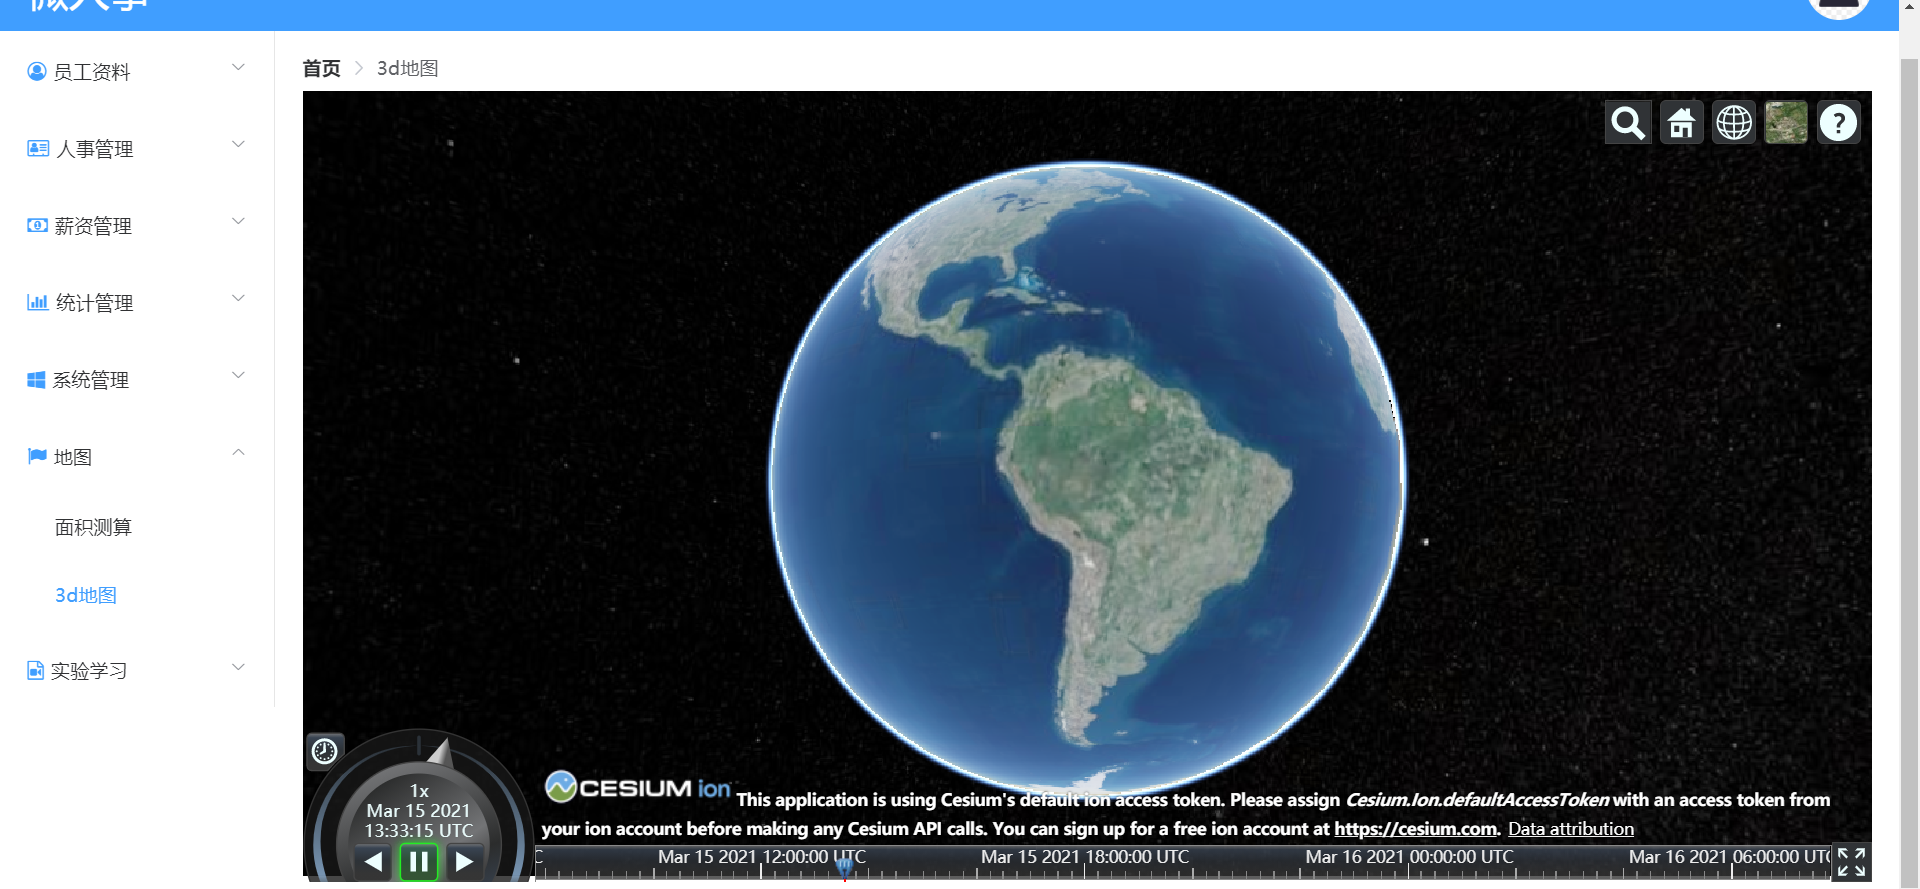 员工资料
人事管理
薪资管理
统计管理
系统管理
地图
面积测算
3d地图
实验学习
首页
3d地图
1x
Mar 15 2021
13:33:15 UTC
CESIUM ion
This application is using Cesium's default ion access token. Please assign Cesium.Ion.defaultAccessToken with an access token from
your ion account before making any Cesium API calls. You can sign up for a free ion account at https://cesium.com. Data attribution
Mar 15 2021 12:00:00 UTC
Mar 15 2021 18:00:00 UTC
Mar 16 2021 00:00:00 UTC
Mar 16 2021 06:00:00 UTC